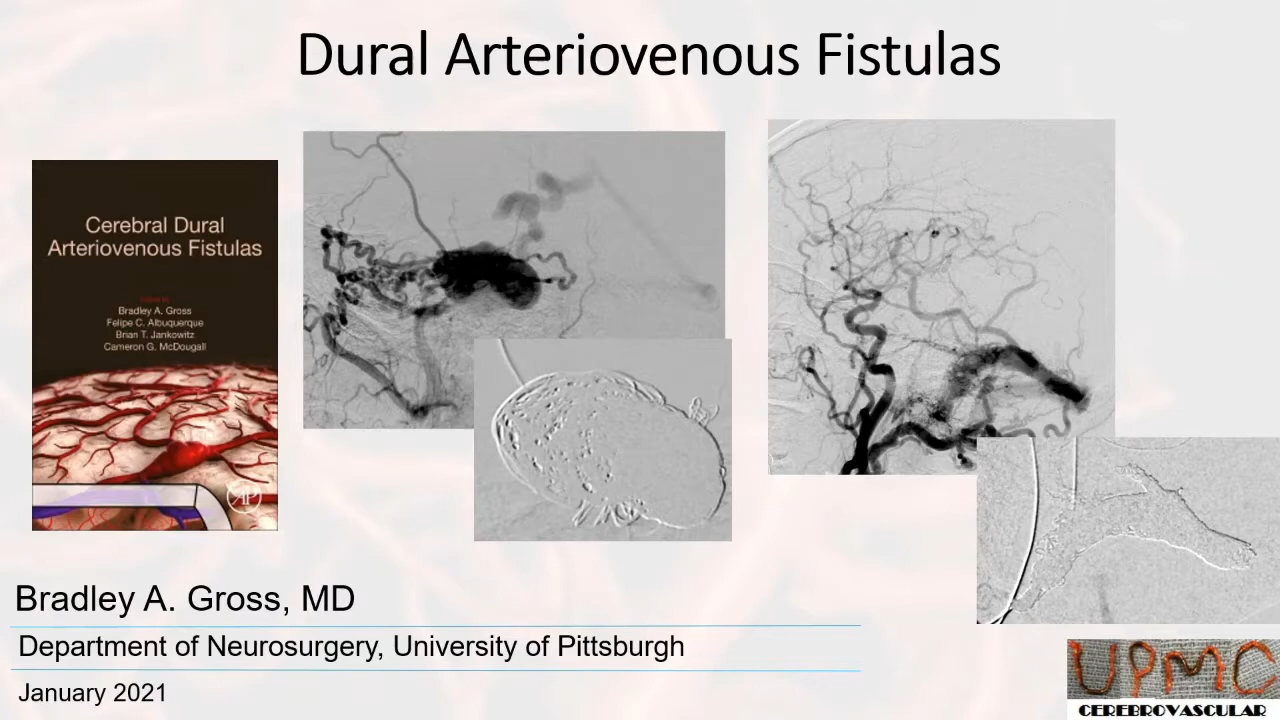 Dural Arteriovenous Fistulas
Cerebral Dural
Arteriovenous Fistulas
Bradley A. Gross
Felipe C. Albuquerque
Brian T. Jankowitz
Cameron G. McDougall
AP
Bradley A. Gross, MD
Department of Neurosurgery, University of Pittsburgh
January 2021
UPMC
CEREBROVASCULAR